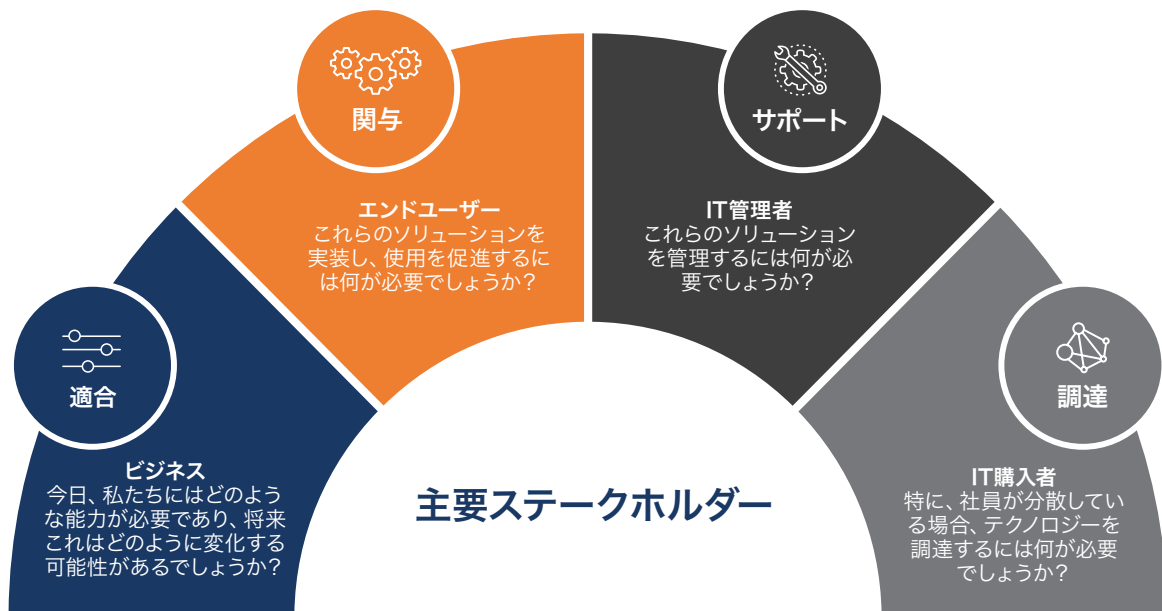 関与
エンドユーザー
これらのソリューションを
実装し、使用を促進するに
は何が必要でしょうか？
サポート
IT管理者
これらのソリューション
を管理するには何が必
要でしょうか？
適合
ビジネス
今日、私たちにはどのよう
な能力が必要であり、将来
これはどのように変化する
可能性があるでしょうか？
調達
IT購入者
特に、社員が分散してい
る場合、テクノロジーを
調達するには何が必要
でしょうか？
主要ステークホルダー